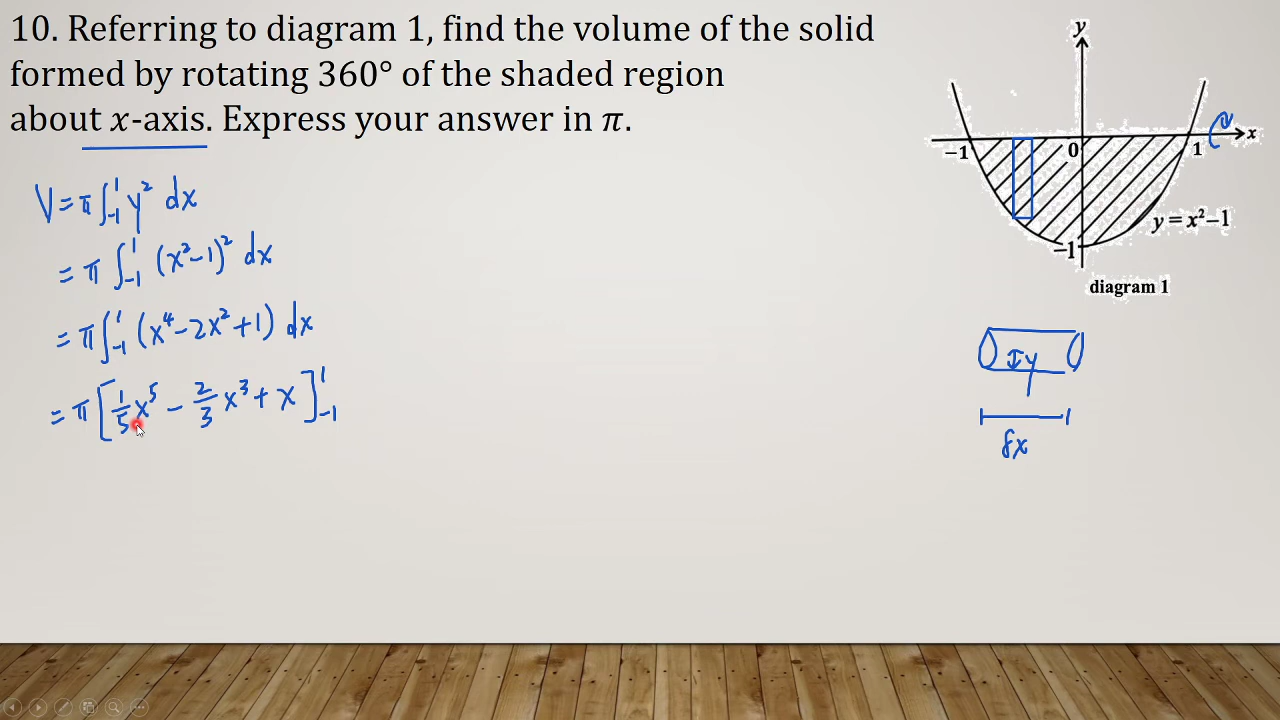 10. Referring to diagram 1, find the volume of the solid
formed by rotating 360° of the shaded region
about x-axis. Express your answer in π.
V = π ∫₋₁¹ y² dx
= π ∫₋₁¹ (x²-1)² dx
= π ∫₋₁¹ (x⁴-2x²+1) dx
= π [1/5 x⁵ - 2/3 x³ + x]₋₁¹
y
x
-1
0
1
y = x²-1
-1
diagram 1
y
δx